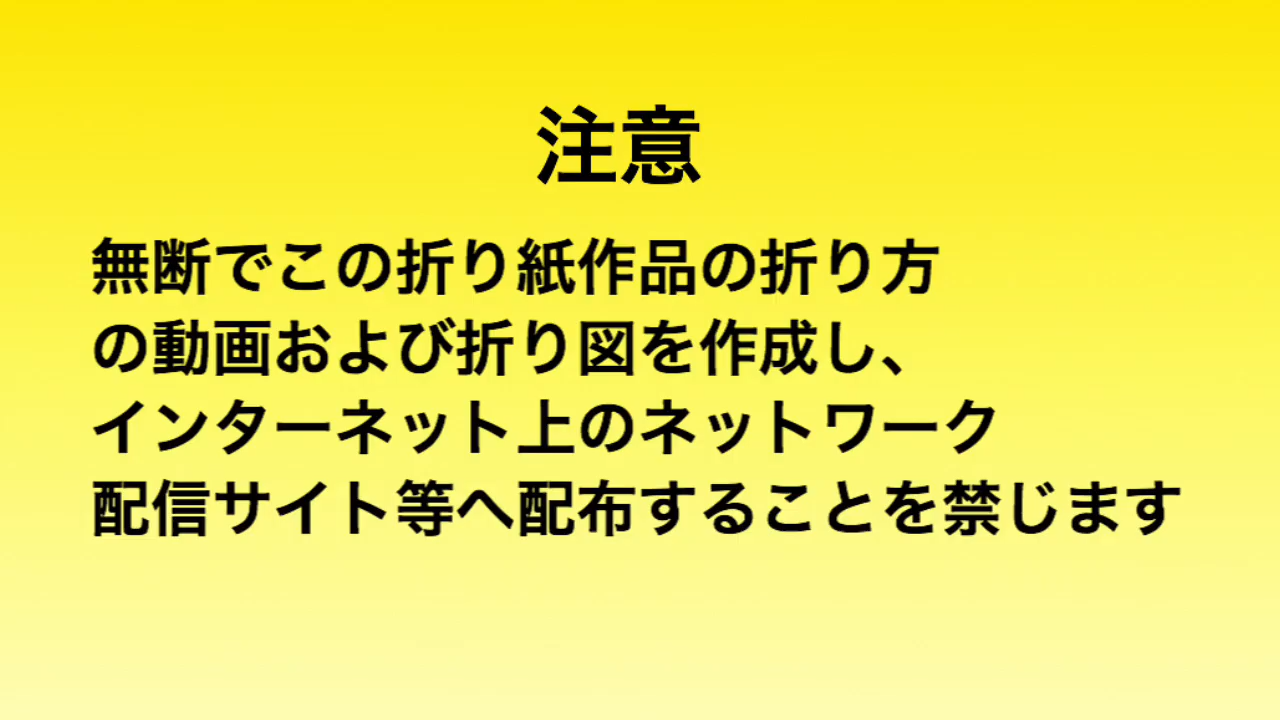 注意
無断でこの折り紙作品の折り方
の動画および折り図を作成し、
インターネット上のネットワーク
配信サイト等へ配布することを禁じます